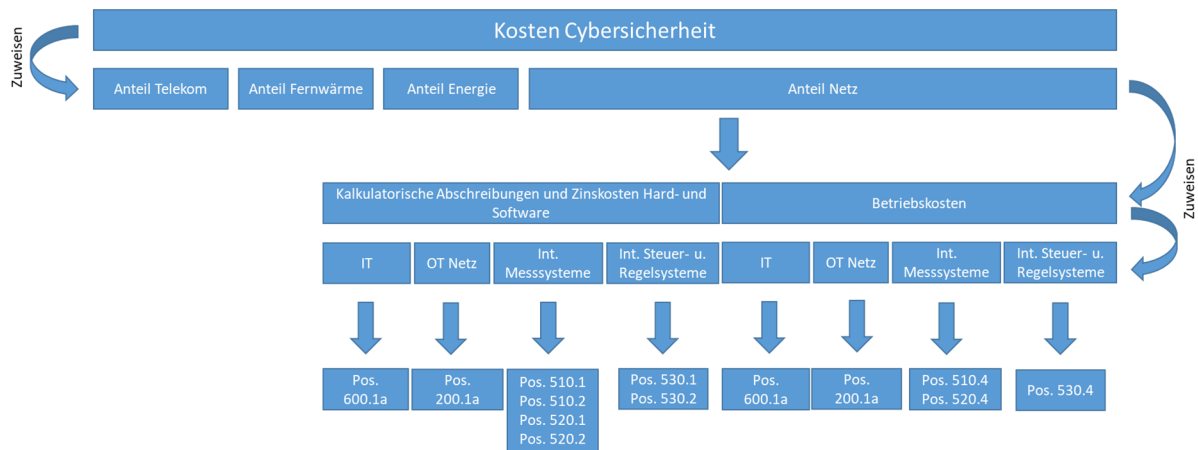 Kosten Cybersicherheit
Zuweisen
Anteil Telekom
Anteil Fernwärme
Anteil Energie
Anteil Netz
Zuweisen
Kalkulatorische Abschreibungen und Zinskosten Hard- und
Software
Betriebskosten
IT
OT Netz
Int.
Messsysteme
Int. Steuer- u.
Regelsysteme
IT
OT Netz
Int.
Messsysteme
Int. Steuer- u.
Regelsysteme
Pos.
600.1a
Pos.
200.1a
Pos. 510.1
Pos. 510.2
Pos. 520.1
Pos. 520.2
Pos. 530.1
Pos. 530.2
Pos.
600.1a
Pos.
200.1a
Pos. 510.4
Pos. 520.4
Pos. 530.4